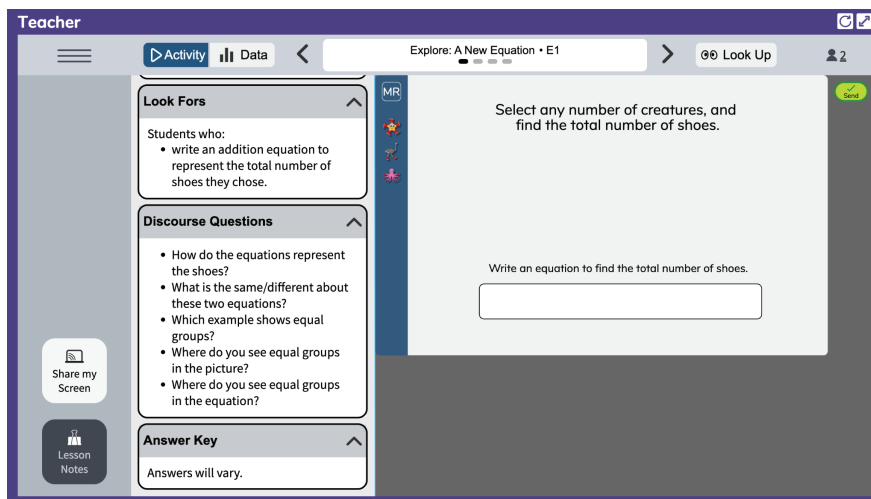 Teacher
Activity
Data
Explore: A New Equation • E1
Look Up
2
Look Fors
Students who:
• write an addition equation to
represent the total number of
shoes they chose.
Discourse Questions
• How do the equations represent
the shoes?
• What is the same/different about
these two equations?
• Which example shows equal
groups?
• Where do you see equal groups
in the picture?
• Where do you see equal groups
in the equation?
Answer Key
Answers will vary.
Share my
Screen
Lesson
Notes
MR
Select any number of creatures, and
find the total number of shoes.
Write an equation to find the total number of shoes.
Send